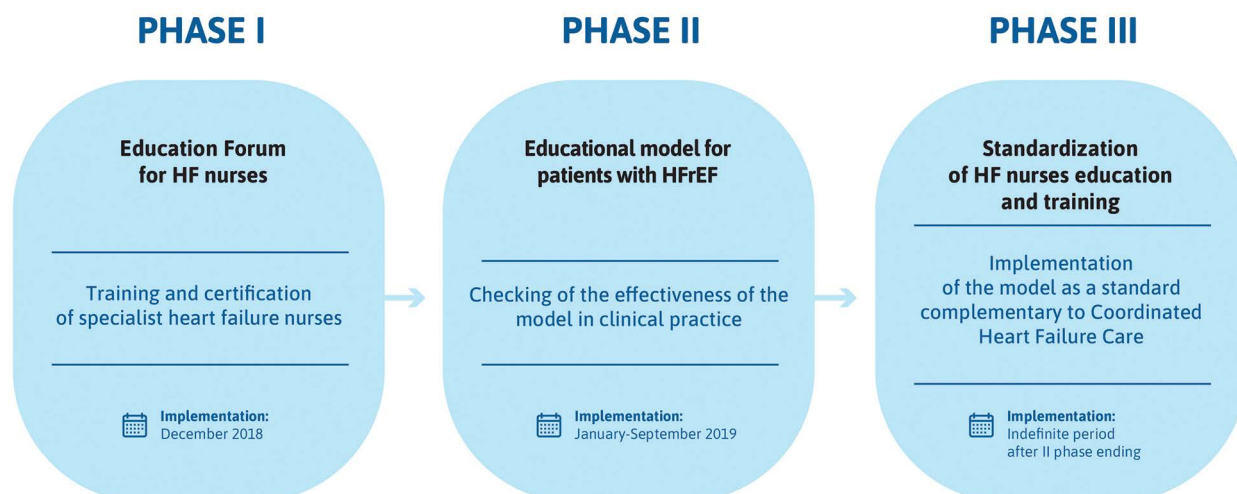 PHASE I
Education Forum
for HF nurses
Training and certification
of specialist heart failure nurses
Implementation:
December 2018
PHASE II
Educational model for
patients with HFrEF
Checking of the effectiveness of the
model in clinical practice
Implementation:
January-September 2019
PHASE III
Standardization
of HF nurses education
and training
Implementation
of the model as a standard
complementary to Coordinated
Heart Failure Care
Implementation:
Indefinite period
after II phase ending